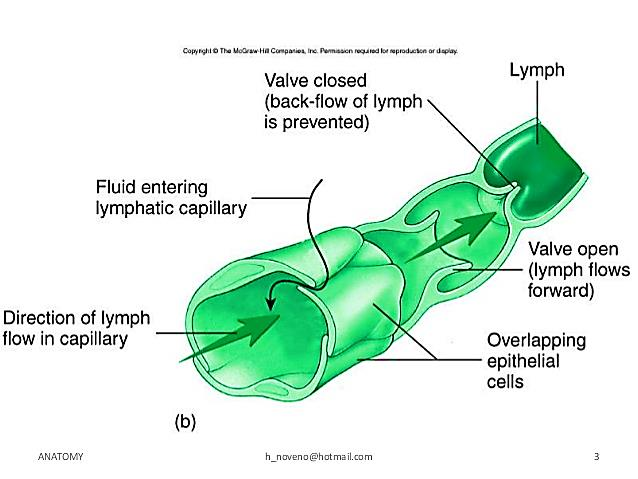 Copyright © The McGraw-Hill Companies, Inc. Permission required for reproduction or display.
Lymph
Valve closed
(back-flow of lymph
is prevented)
Fluid entering
lymphatic capillary
Valve open
(lymph flows
forward)
Direction of lymph
flow in capillary
Overlapping
epithelial
cells
(b)
ANATOMY
h_noveno@hotmail.com
3